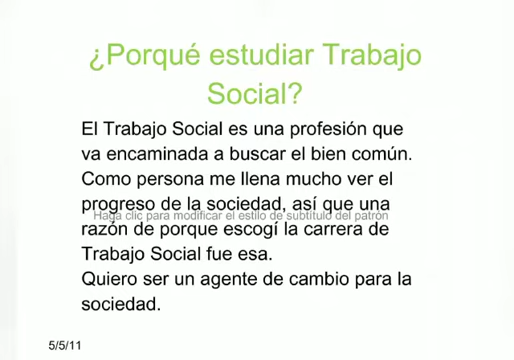 ¿Porqué estudiar Trabajo
Social?
El Trabajo Social es una profesión que
va encaminada a buscar el bien común.
Como persona me llena mucho ver el
progreso de la sociedad, así que una
Haga clic para modificar el estilo de subtítulo del patrón
razón de porque escogí la carrera de
Trabajo Social fue esa.
Quiero ser un agente de cambio para la
sociedad.
5/5/11